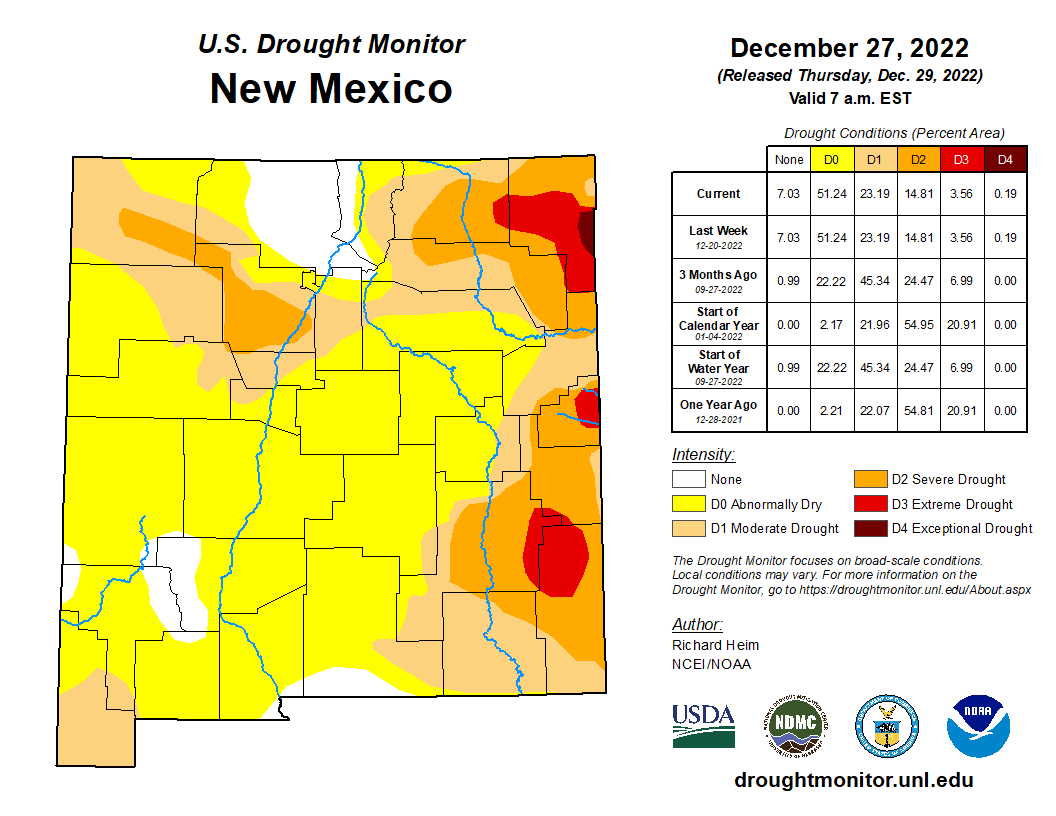 U.S. Drought Monitor
New Mexico
December 27, 2022
(Released Thursday, Dec. 29, 2022)
Valid 7 a.m. EST
Drought Conditions (Percent Area)
None D0 D1 D2 D3 D4
Current 7.03 51.24 23.19 14.81 3.56 0.19
Last Week 7.03 51.24 23.19 14.81 3.56 0.19
12-20-2022
3 Months Ago 0.99 22.22 45.34 24.47 6.99 0.00
09-27-2022
Start of
Calendar Year 0.00 2.17 21.96 54.95 20.91 0.00
01-04-2022
Start of
Water Year 0.99 22.22 45.34 24.47 6.99 0.00
09-27-2022
One Year Ago 0.00 2.21 22.07 54.81 20.91 0.00
12-28-2021
Intensity:
None
D0 Abnormally Dry
D1 Moderate Drought
D2 Severe Drought
D3 Extreme Drought
D4 Exceptional Drought
The Drought Monitor focuses on broad-scale conditions.
Local conditions may vary. For more information on the
Drought Monitor, go to https://droughtmonitor.unl.edu/About.aspx
Author:
Richard Heim
NCEI/NOAA
USDA
NDMC
NOAA
droughtmonitor.unl.edu